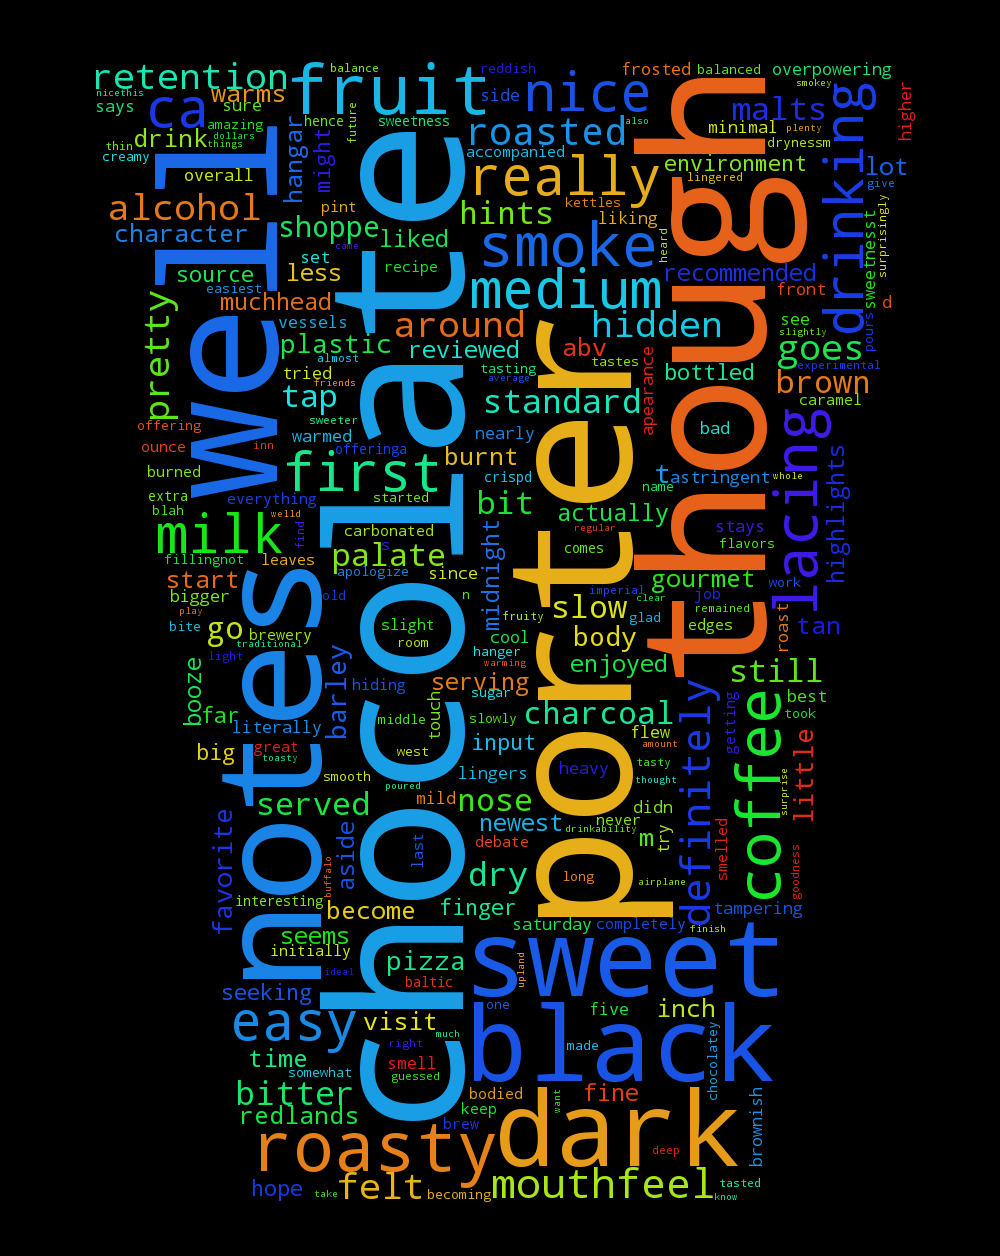 balance
reddish
frosted
balanced
overpowering
retention
fruit
nice
smokey
nicethis
warms
side
malts
higher
says
ca
sure
future
hence
sweetness
roasted
also
minimal
plenty
drinking
amazing
dollars
things
drink
hangar
might
thin
creamy
accompanied
environment
drynessm
lot
overall
really
lingered
give
alcohol
pint
kettles
hints
liking
though
character
shoppe
liked
came
smoke
heard
sweetnesst
surprisingly
well
set
chocolatey
source
less
recipe
recommended
easiest
muchhead
medium
front
d
pretty
vessels
around
hidden
see
slightly
pours
plastic
reviewed
abv
goes
almost
tried
tasting
tastes
apearance
experimental
friends
average
bottled
brown
tap
standard
caramel
sweeter
offering
warmed
nearly
bad
ounce
inn
offeringa
burnt
lacing
burned
first
crispd
t
astringent
whole
highlights
extra
everything
started
bit
name
blah
welld
actually
stays
milk
find
carbonated
midnight
regular
flavors
palate
s
comes
fillingnot
leaves
apologize
since
porter
start
gourmet
work
bigger
old
n
imperial
clear
job
play
slow
remained
roast
bite
go
brewery
slight
fruity
glad
edges
tan
traditional
room
cool
body
notes
light
barley
hanger
warming
enjoyed
still
booze
hiding
serving
sugar
definitely
coffee
best
far
literally
middle
touch
slowly
charcoal
getting
took
big
great
toasty
west
input
flew
amount
little
smooth
lingers
heavy
tasty
thought
poured
surprise
served
mild
nose
didn
favorite
aside
last
newest
never
drinkability
m
try
smelled
debate
goodness
buffalo
dry
long
airplane
interesting
become
finger
tampering
seems
saturday
completely
finish
initially
sweet
pizza
upland
ideal
baltic
seeking
one
five
inch
easy
visit
black
much
chocolate
time
right
made
somewhat
smell
guessed
bitter
bodied
want
fine
brownish
redlands
keep
brew
dark
roasty
deep
hope
take
felt
becoming
mouthfeel
tasted
know